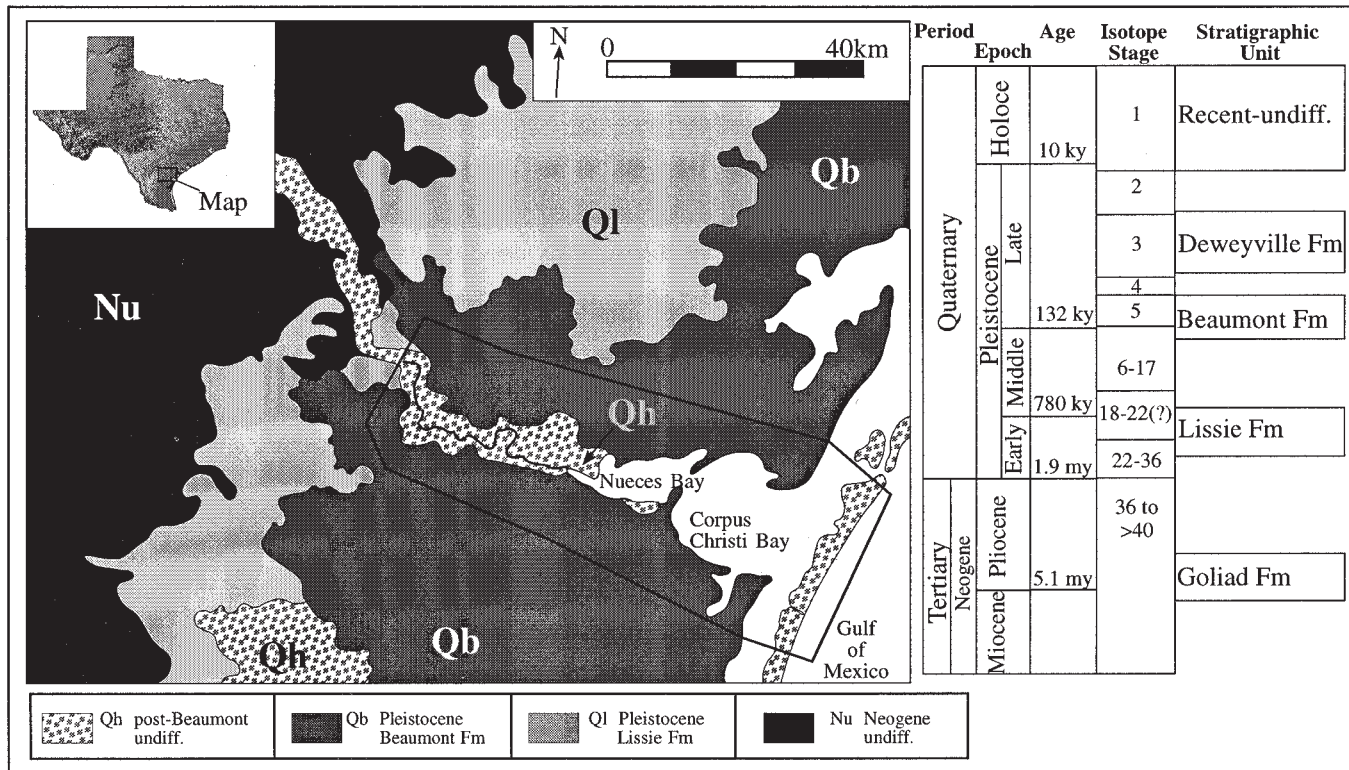 N
0 40km
Map
Qb
Ql
Nu
Qh
Nueces Bay
Corpus
Christi Bay
Qh
Qb
Gulf
of
Mexico
Qh post-Beaumont
undiff.
Qb Pleistocene
Beaumont Fm
Ql Pleistocene
Lissie Fm
Nu Neogene
undiff.
Period
Epoch
Age
Isotope
Stage
Stratigraphic
Unit
Quaternary
Tertiary
Neogene
Holoce
Pleistocene
Late
Middle
Early
Pliocene
Miocene
10 ky
132 ky
780 ky
1.9 my
5.1 my
1
2
3
4
5
6-17
18-22(?)
22-36
36 to
>40
Recent-undiff.
Deweyville Fm
Beaumont Fm
Lissie Fm
Goliad Fm